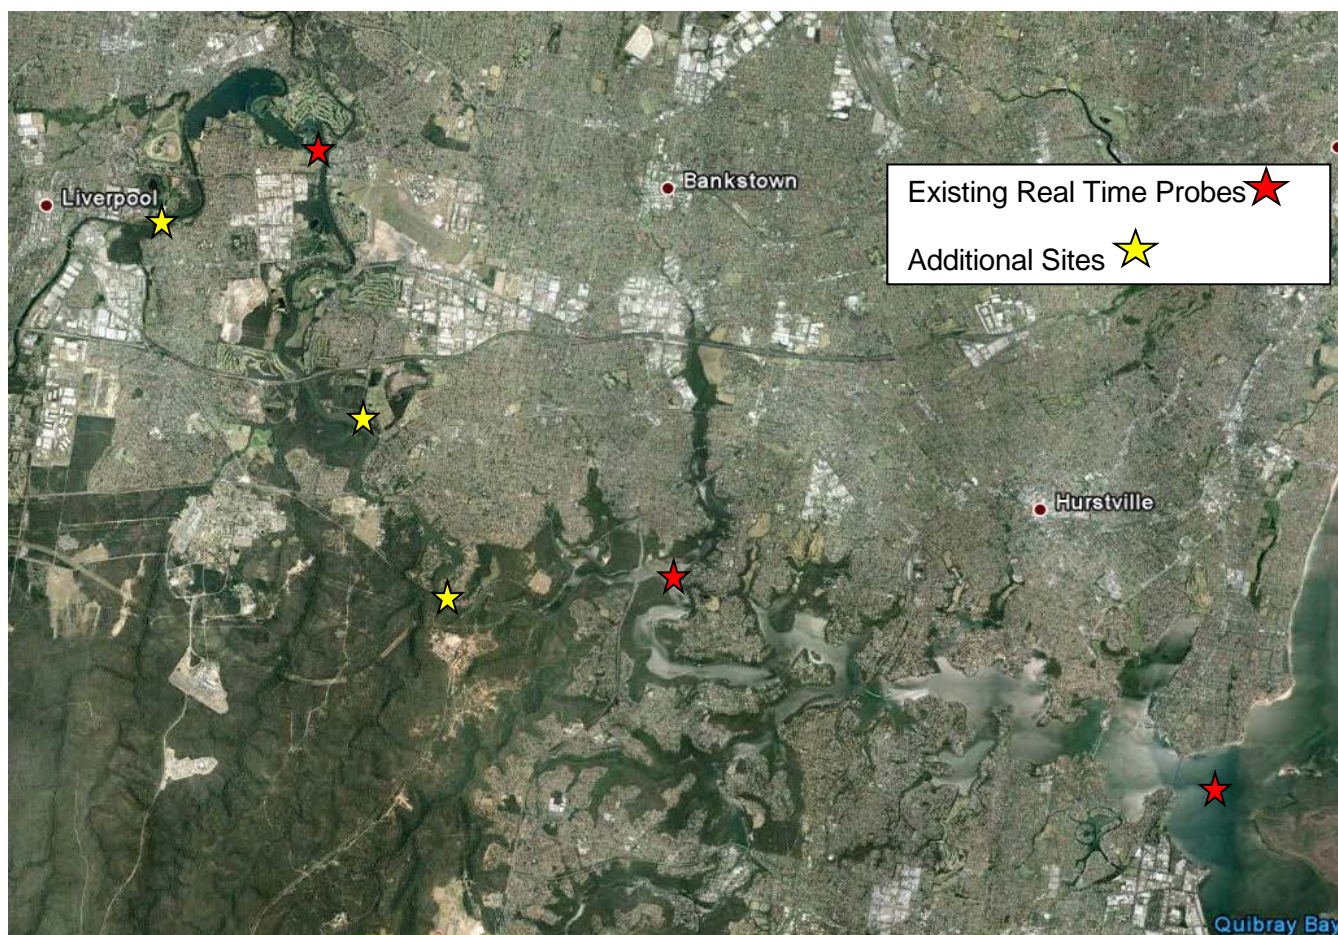 Liverpool
Bankstown
Existing Real Time Probes
Additional Sites
Hurstville
Quibray Bay